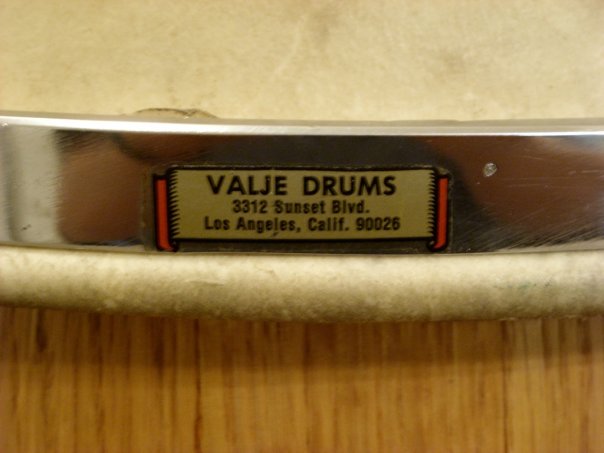 VALJE DRUMS
3312 Sunset Blvd.
Los Angeles, Calif. 90026